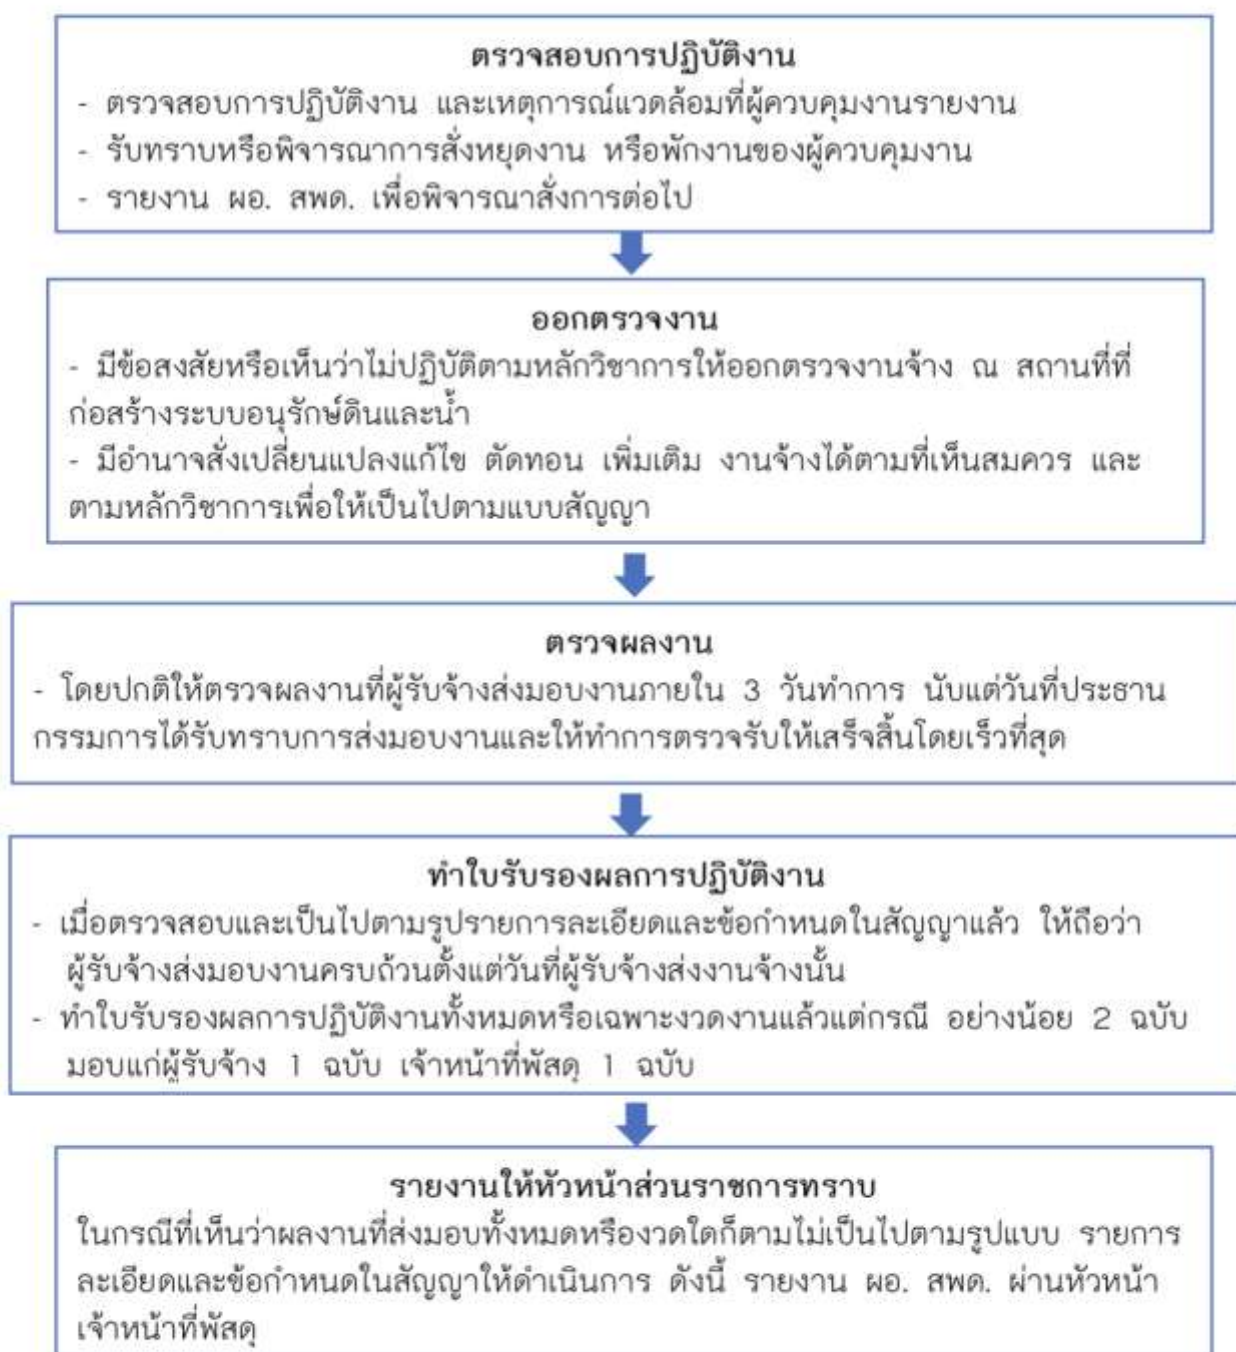 ตรวจสอบการปฏิบัติงาน
- ตรวจสอบการปฏิบัติงาน และเหตุการณ์แวดล้อมที่ผู้ควบคุมงานรายงาน
- รับทราบหรือพิจารณาการสั่งหยุดงาน หรือพักงานของผู้ควบคุมงาน
- รายงาน ผอ. สพด. เพื่อพิจารณาสั่งการต่อไป
ออกตรวจงาน
- มีข้อสงสัยหรือเห็นว่าไม่ปฏิบัติตามหลักวิชาการให้ออกตรวจงานจ้าง ณ สถานที่ที่
ก่อสร้างระบบอนุรักษ์ดินและน้ำ
- มีอำนาจสั่งเปลี่ยนแปลงแก้ไข ตัดทอน เพิ่มเติม งานจ้างได้ตามที่เห็นสมควร และ
ตามหลักวิชาการเพื่อให้เป็นไปตามแบบสัญญา
ตรวจผลงาน
- โดยปกติให้ตรวจผลงานที่ผู้รับจ้างส่งมอบงานภายใน 3 วันทำการ นับแต่วันที่ประธาน
กรรมการได้รับทราบการส่งมอบงานและให้ทำการตรวจรับให้เสร็จสิ้นโดยเร็วที่สุด
ทำใบรับรองผลการปฏิบัติงาน
- เมื่อตรวจสอบและเป็นไปตามรูปรายการละเอียดและข้อกำหนดในสัญญาแล้ว ให้ถือว่า
ผู้รับจ้างส่งมอบงานครบถ้วนตั้งแต่วันที่ผู้รับจ้างส่งงานจ้างนั้น
- ทำใบรับรองผลการปฏิบัติงานทั้งหมดหรือเฉพาะงวดงานแล้วแต่กรณี อย่างน้อย 2 ฉบับ
มอบแก่ผู้รับจ้าง 1 ฉบับ เจ้าหน้าที่พัสดุ 1 ฉบับ
รายงานให้หัวหน้าส่วนราชการทราบ
ในกรณีที่เห็นว่าผลงานที่ส่งมอบทั้งหมดหรืองวดใดก็ตามไม่เป็นไปตามรูปแบบ รายการ
ละเอียดและข้อกำหนดในสัญญาให้ดำเนินการ ดังนี้ รายงาน ผอ. สพด. ผ่านหัวหน้า
เจ้าหน้าที่พัสดุ